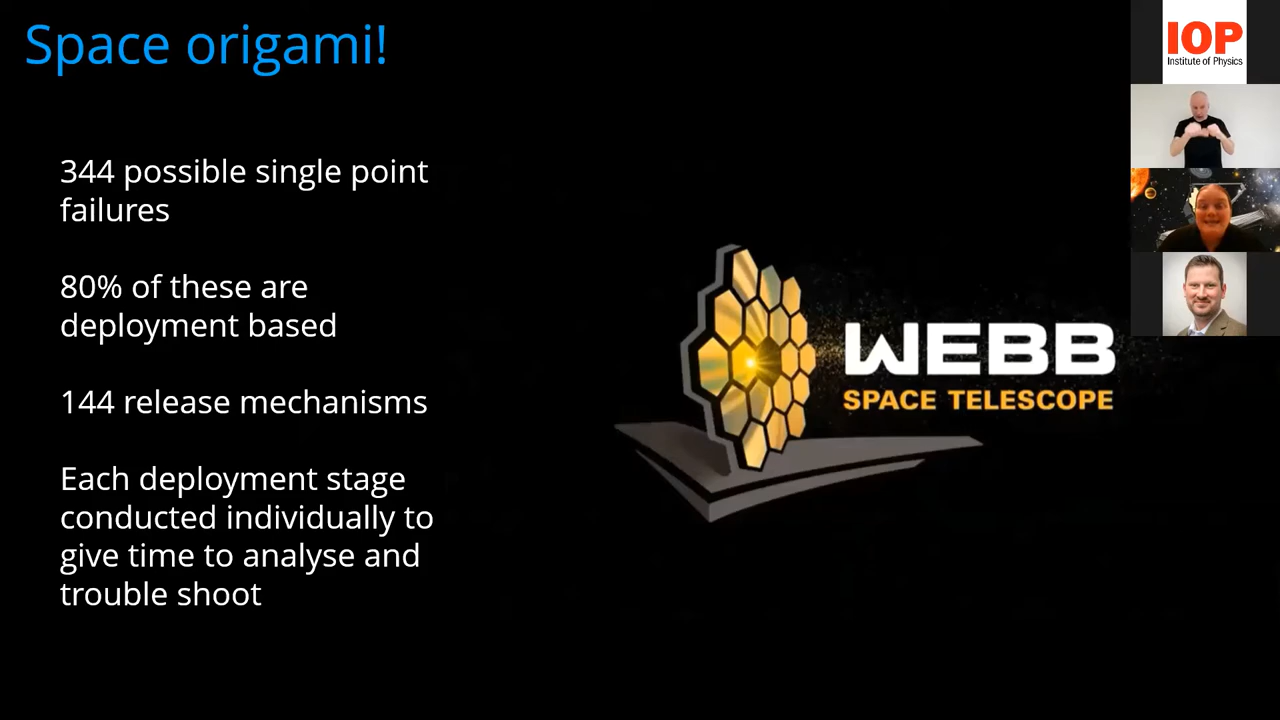 Space origami!
344 possible single point
failures
80% of these are
deployment based
144 release mechanisms
Each deployment stage
conducted individually to
give time to analyse and
trouble shoot
WEBB
SPACE TELESCOPE
IOP
Institute of Physics